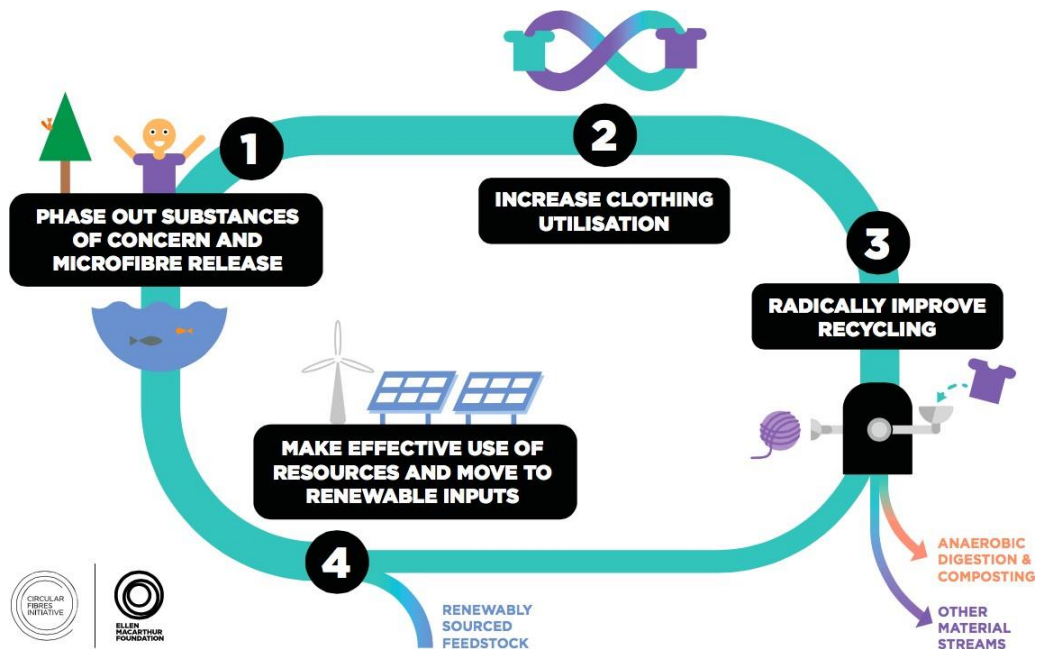 1
PHASE OUT SUBSTANCES
OF CONCERN AND
MICROFIBRE RELEASE
2
INCREASE CLOTHING
UTILISATION
3
RADICALLY IMPROVE
RECYCLING
MAKE EFFECTIVE USE OF
RESOURCES AND MOVE TO
RENEWABLE INPUTS
4
RENEWABLY
SOURCED
FEEDSTOCK
ANAEROBIC
DIGESTION &
COMPOSTING
OTHER
MATERIAL
STREAMS
CIRCULAR
FIBRES
INITIATIVE
ELLEN
MACARTHUR
FOUNDATION